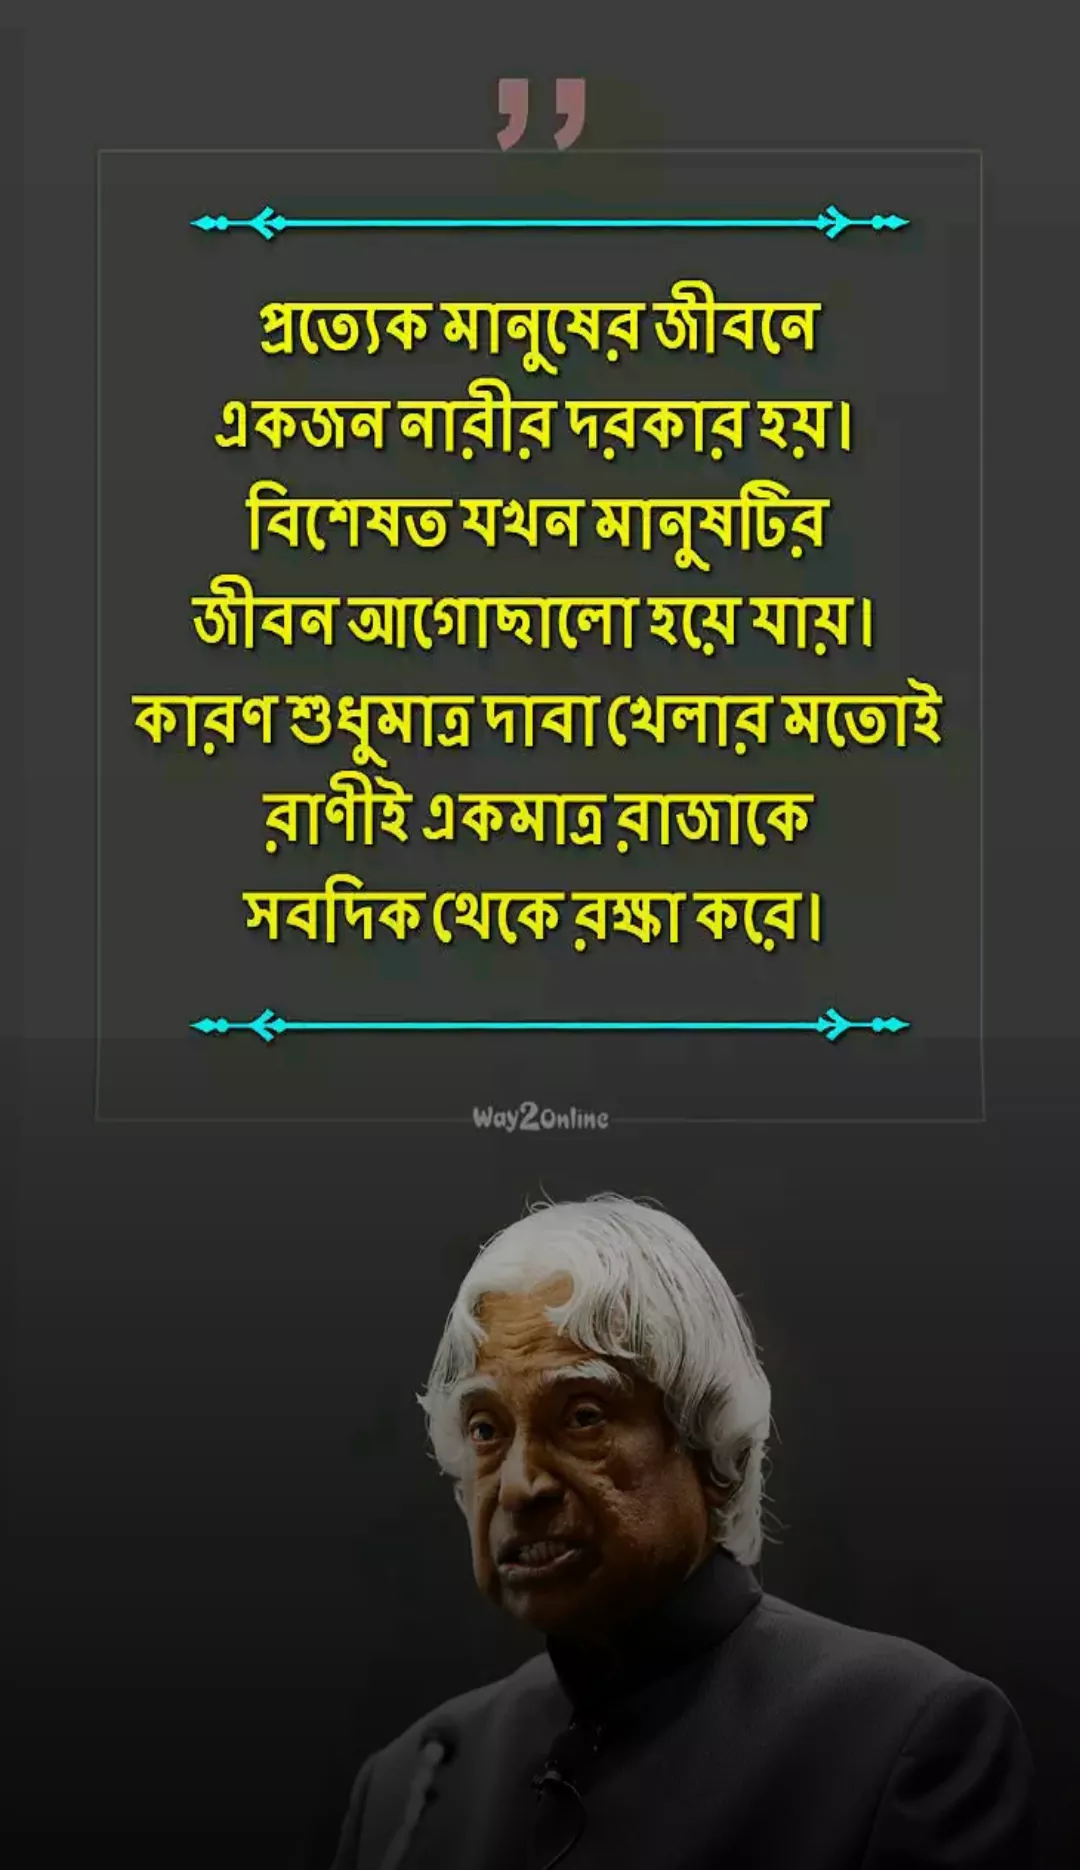 প্রত্যেক মানুষের জীবনে
একজন নারীর দরকার হয়।
বিশেষত যখন মানুষটির
জীবন আগোছালো হয়ে যায়।
কারণ শুধুমাত্র দাবা খেলার মতোই
রাণীই একমাত্র রাজাকে
সবদিক থেকে রক্ষা করে।
Way2Online